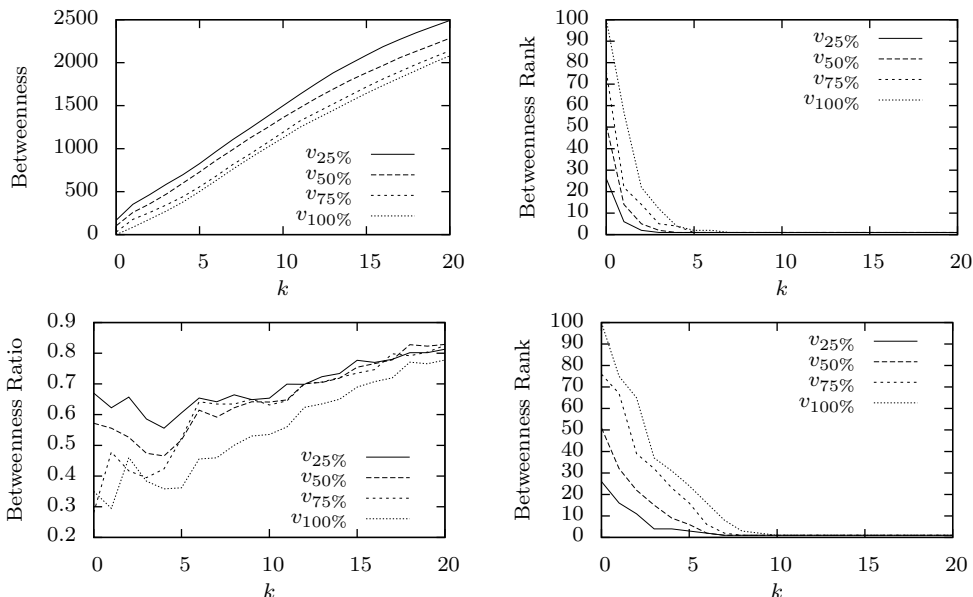 Betweenness
2500
2000
1500
1000
500
0
0 5 10 15 20
k
v25%
v50%
v75%
v100%
Betweenness Rank
100
90
80
70
60
50
40
30
20
10
0
0 5 10 15 20
k
v25%
v50%
v75%
v100%
Betweenness Ratio
0.9
0.8
0.7
0.6
0.5
0.4
0.3
0.2
0 5 10 15 20
k
v25%
v50%
v75%
v100%
Betweenness Rank
100
90
80
70
60
50
40
30
20
10
0
0 5 10 15 20
k
v25%
v50%
v75%
v100%